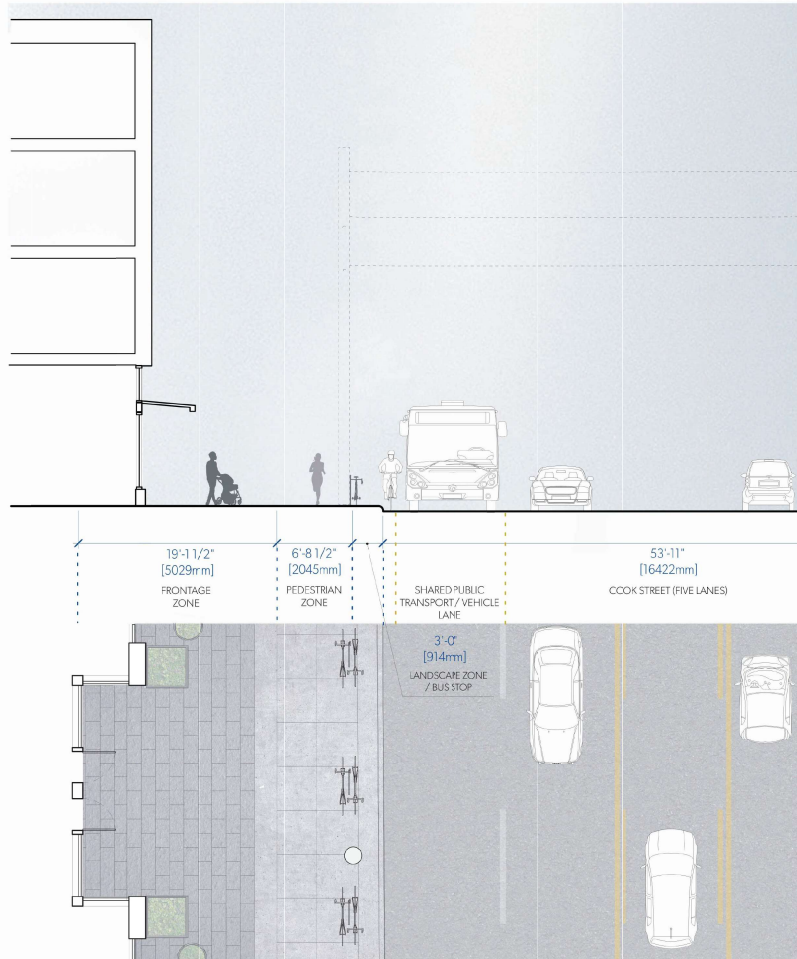 19'-1 1/2"
[5029mm]
FRONTAGE
ZONE
6'-8 1/2"
[2045mm]
PEDESTRIAN
ZONE
SHARED PUBLIC
TRANSPORT / VEHICLE
LANE
53'-11"
[16422mm]
CCOK STREET (FIVE LANES)
3'-0"
[914mm]
LANDSCAPE ZONE
/ BUS STOP